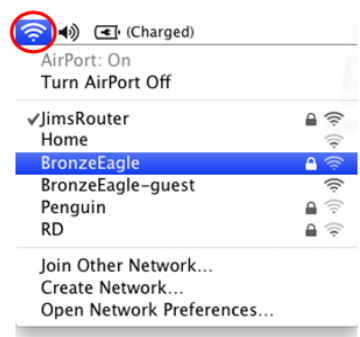 (Charged)
AirPort: On
Turn AirPort Off
✓JimsRouter
Home
BronzeEagle
BronzeEagle-guest
Penguin
RD
Join Other Network...
Create Network...
Open Network Preferences...